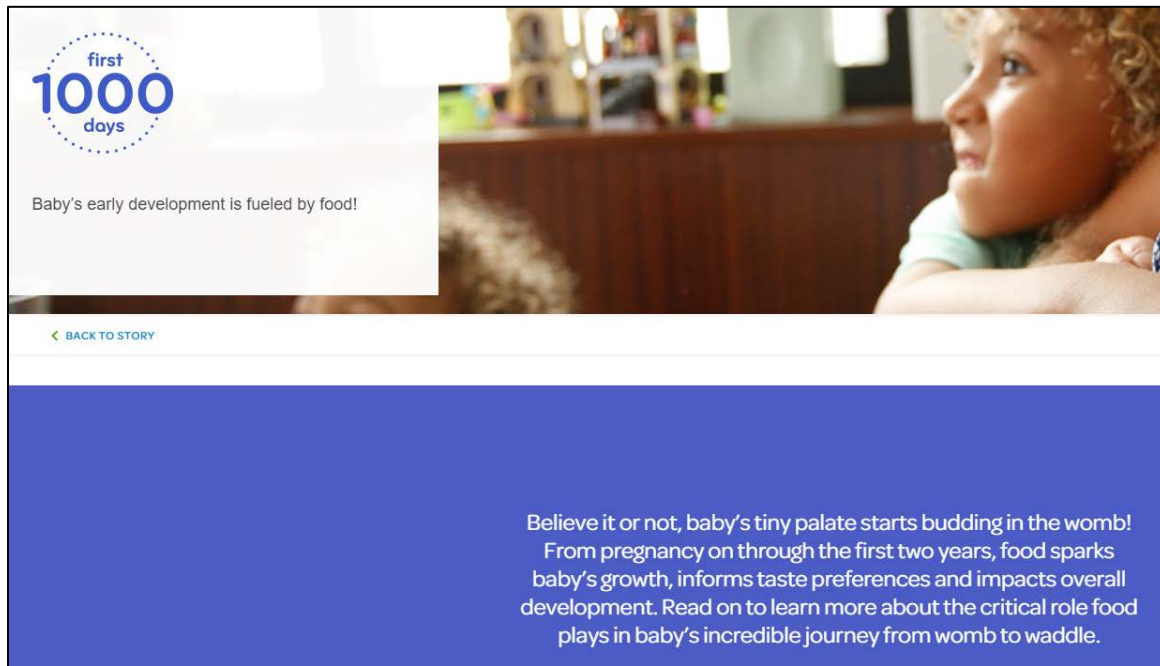 first
1000
days
Baby's early development is fueled by food!
BACK TO STORY
Believe it or not, baby's tiny palate starts budding in the womb!
From pregnancy on through the first two years, food sparks
baby's growth, informs taste preferences and impacts overall
development. Read on to learn more about the critical role food
plays in baby's incredible journey from womb to waddle.